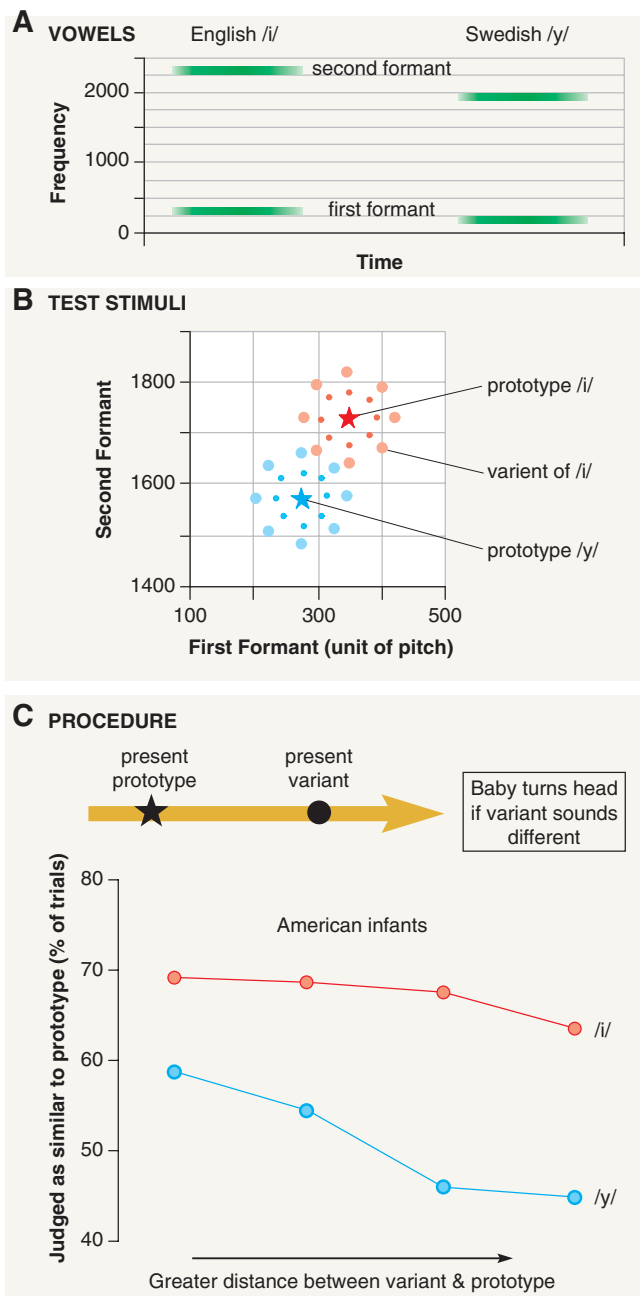 A VOWELS
English /i/
Swedish /y/
second formant
first formant
Frequency
2000
1000
0
Time
B TEST STIMULI
Second Formant
1800
1600
1400
100
300
500
First Formant (unit of pitch)
prototype /i/
varient of /i/
prototype /y/
C PROCEDURE
present
prototype
present
variant
Baby turns head
if variant sounds
different
Judged as similar to prototype (% of trials)
80
70
60
50
40
American infants
/i/
/y/
Greater distance between variant & prototype